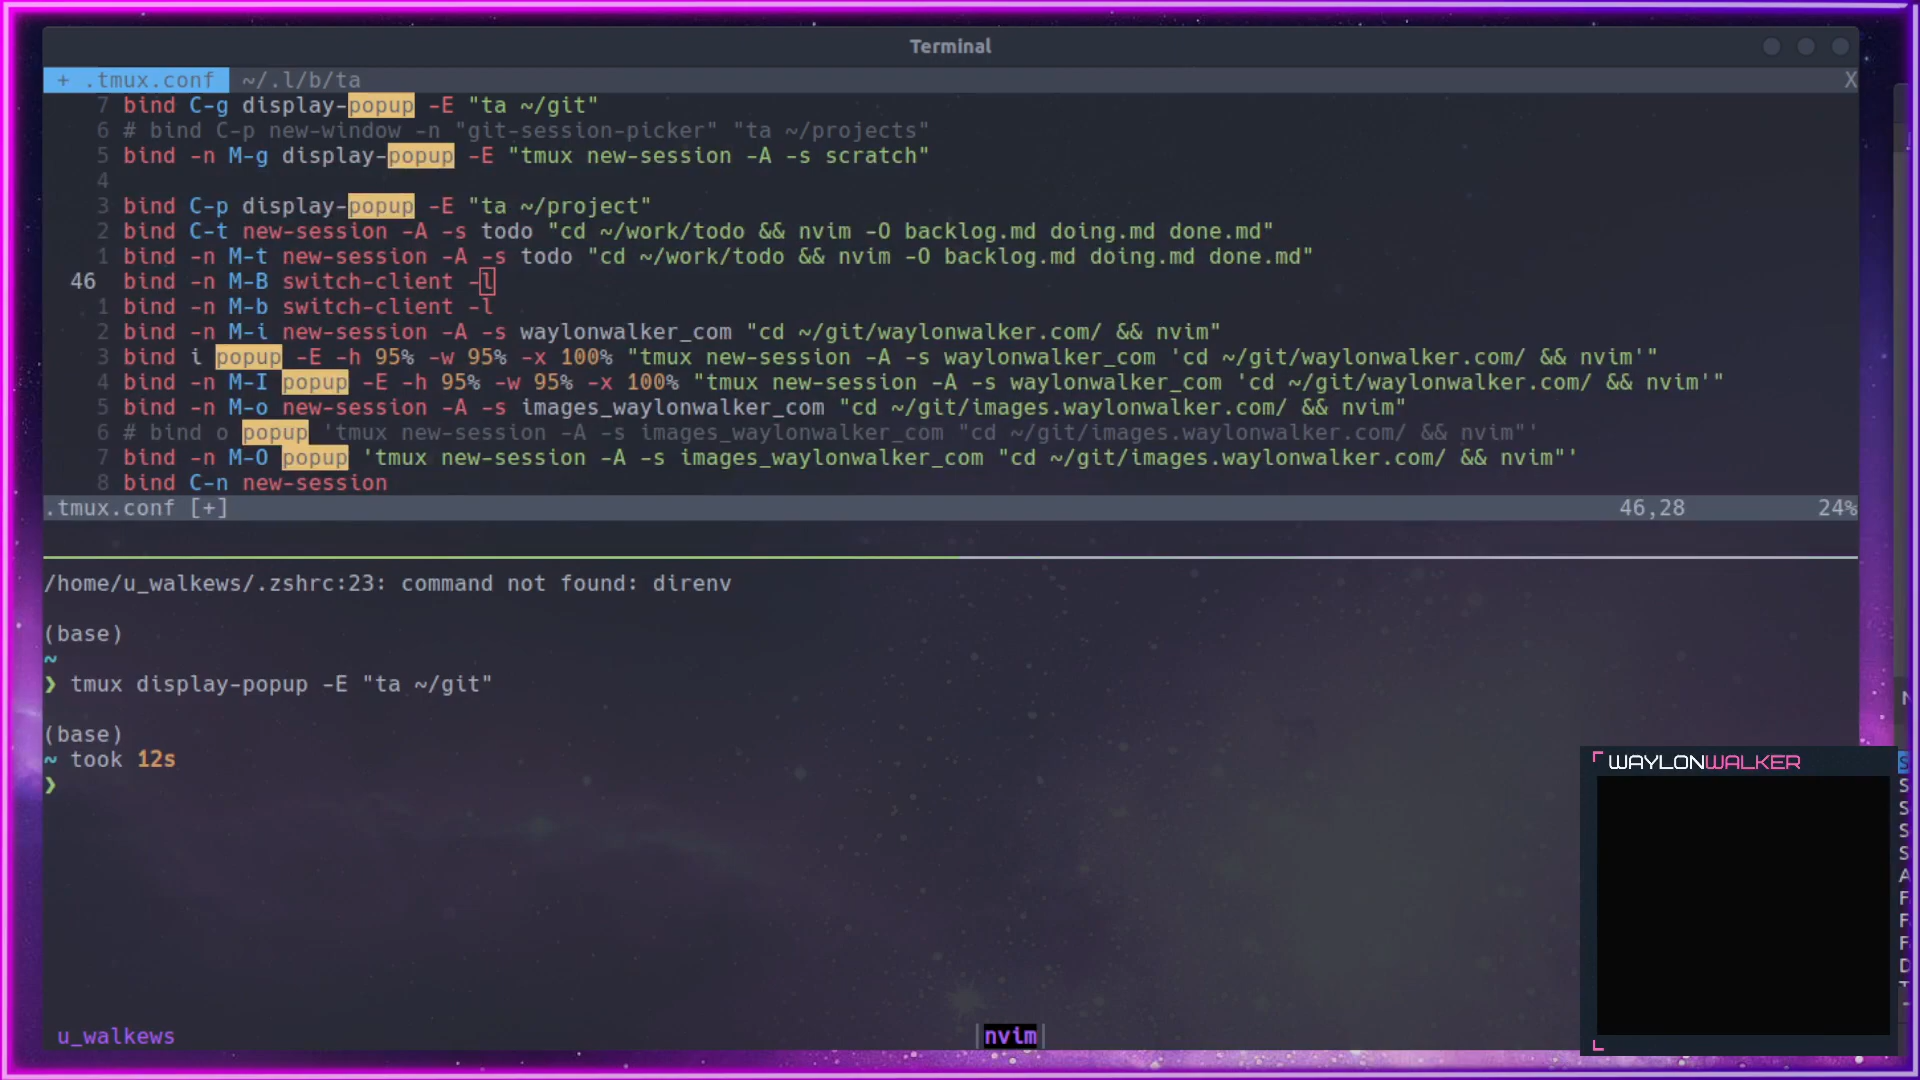 Terminal
+ .tmux.conf ~/.l/b/ta X
7 bind C-g display-popup -E "ta ~/git"
6 # bind C-p new-window -n "git-session-picker" "ta ~/projects"
5 bind -n M-g display-popup -E "tmux new-session -A -s scratch"
4
3 bind C-p display-popup -E "ta ~/project"
2 bind C-t new-session -A -s todo "cd ~/work/todo && nvim -O backlog.md doing.md done.md"
1 bind -n M-t new-session -A -s todo "cd ~/work/todo && nvim -O backlog.md doing.md done.md"
46 bind -n M-B switch-client -l
1 bind -n M-b switch-client -l
2 bind -n M-i new-session -A -s waylonwalker_com "cd ~/git/waylonwalker.com/ && nvim"
3 bind i popup -E -h 95% -w 95% -x 100% "tmux new-session -A -s waylonwalker_com 'cd ~/git/waylonwalker.com/ && nvim'"
4 bind -n M-I popup -E -h 95% -w 95% -x 100% "tmux new-session -A -s waylonwalker_com 'cd ~/git/waylonwalker.com/ && nvim'"
5 bind -n M-o new-session -A -s images_waylonwalker_com "cd ~/git/images.waylonwalker.com/ && nvim"
6 # bind o popup 'tmux new-session -A -s images_waylonwalker_com "cd ~/git/images.waylonwalker.com/ && nvim"'
7 bind -n M-O popup 'tmux new-session -A -s images_waylonwalker_com "cd ~/git/images.waylonwalker.com/ && nvim"'
8 bind C-n new-session
.tmux.conf [+] 46,28 24%
/home/u_walkews/.zshrc:23: command not found: direnv
(base)
~
❯ tmux display-popup -E "ta ~/git"
(base)
~ took 12s
❯
WAYLONWALKER
u_walkews |nvim|